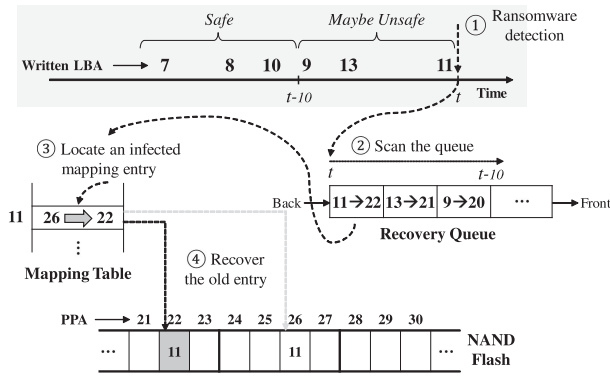 Safe
Maybe Unsafe
① Ransomware
detection
Written LBA
7 8 10 9 13 11
t-10
t
Time
③ Locate an infected
mapping entry
② Scan the queue
t
t-10
11
26 22
⋮
Mapping Table
Back
11→22 13→21 9→20 ...
Front
Recovery Queue
④ Recover
the old entry
PPA
21 22 23 24 25 26 27 28 29 30
... 11 11 ...
NAND
Flash